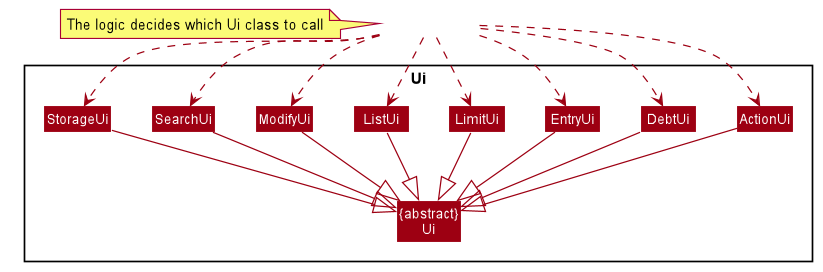 The logic decides which Ui class to call
Ui
StorageUi
SearchUi
ModifyUi
ListUi
LimitUi
EntryUi
DebtUi
ActionUi
{abstract}
Ui